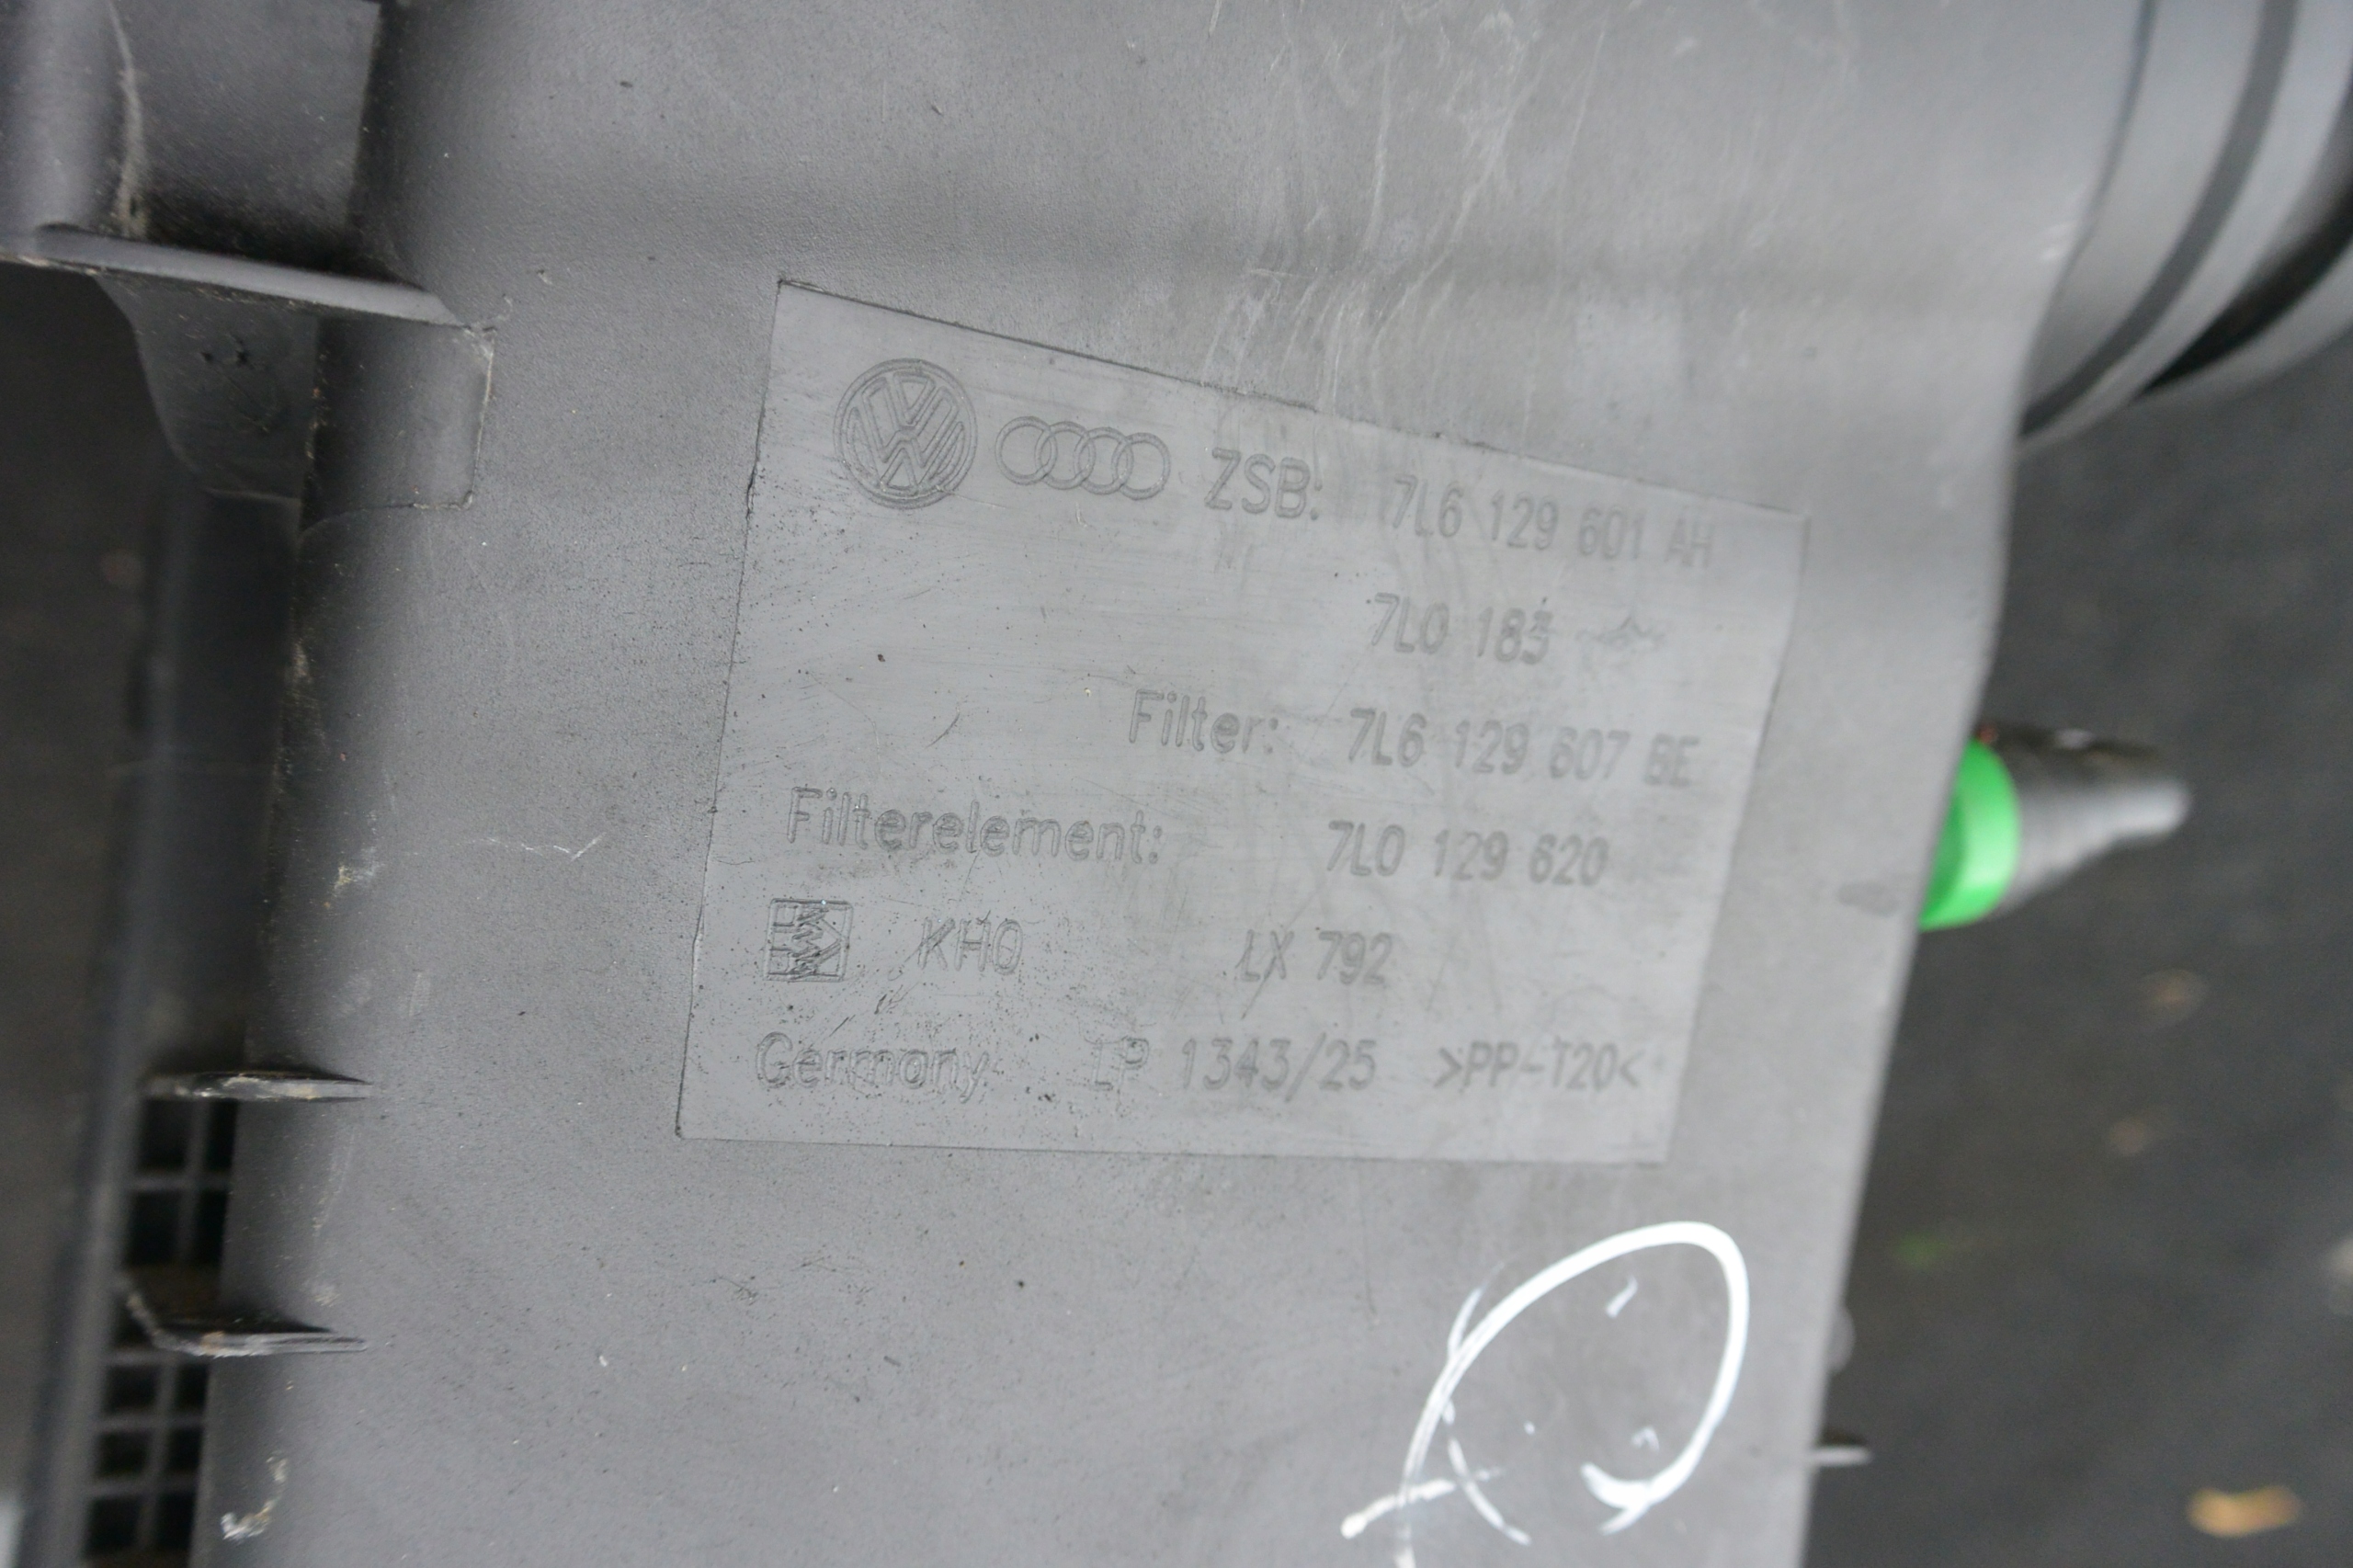 ZSB: 7L6 129 601 AH
7L0 183
Filter: 7L6 129 607 BE
Filterelement: 7L0 129 620
KH0 LX 792
Germany LP 1343/25 >PP-T20<